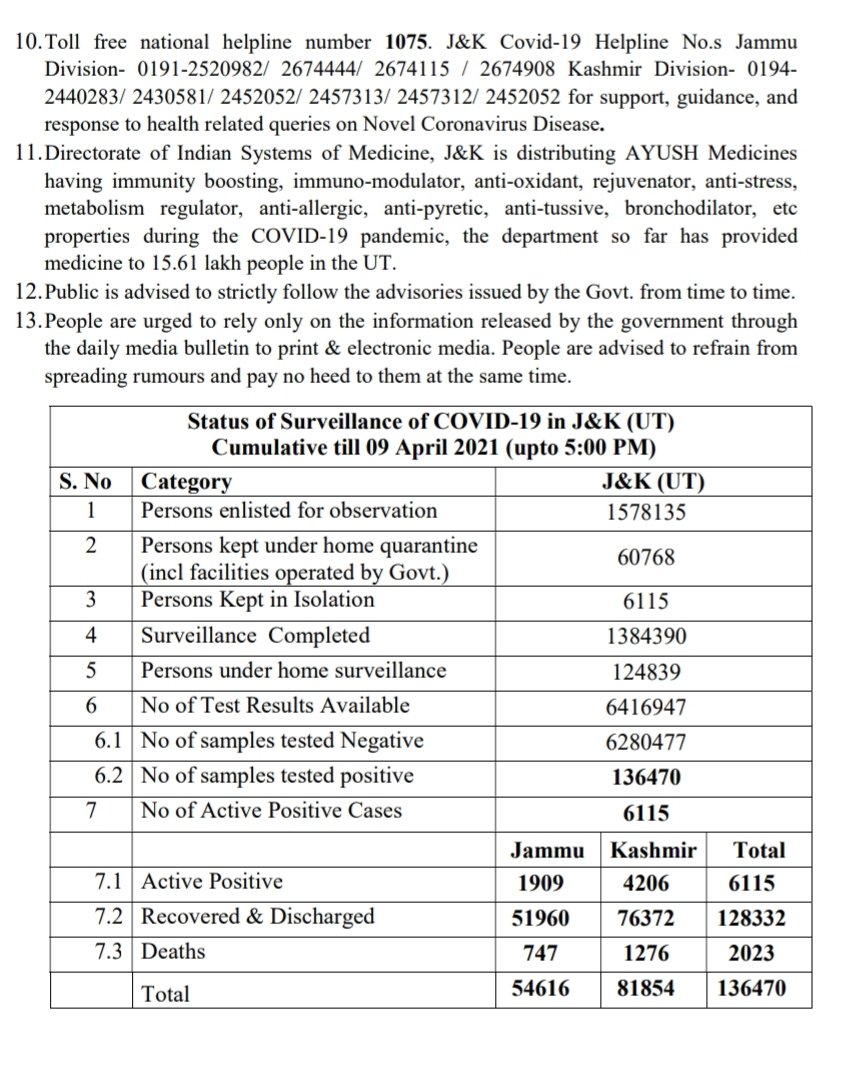 10.Toll free national helpline number 1075. J&K Covid-19 Helpline No.s Jammu
Division- 0191-2520982/ 2674444/ 2674115 / 2674908 Kashmir Division- 0194-
2440283/ 2430581/ 2452052/ 2457313/ 2457312/ 2452052 for support, guidance, and
response to health related queries on Novel Coronavirus Disease.
11.Directorate of Indian Systems of Medicine, J&K is distributing AYUSH Medicines
having immunity boosting, immuno-modulator, anti-oxidant, rejuvenator, anti-stress,
metabolism regulator, anti-allergic, anti-pyretic, anti-tussive, bronchodilator, etc
properties during the COVID-19 pandemic, the department so far has provided
medicine to 15.61 lakh people in the UT.
12.Public is advised to strictly follow the advisories issued by the Govt. from time to time.
13.People are urged to rely only on the information released by the government through
the daily media bulletin to print & electronic media. People are advised to refrain from
spreading rumours and pay no heed to them at the same time.
Status of Surveillance of COVID-19 in J&K (UT)
Cumulative till 09 April 2021 (upto 5:00 PM)
S. No Category J&K (UT)
1 Persons enlisted for observation 1578135
2 Persons kept under home quarantine
(incl facilities operated by Govt.) 60768
3 Persons Kept in Isolation 6115
4 Surveillance Completed 1384390
5 Persons under home surveillance 124839
6 No of Test Results Available 6416947
6.1 No of samples tested Negative 6280477
6.2 No of samples tested positive 136470
7 No of Active Positive Cases 6115
Jammu Kashmir Total
7.1 Active Positive 1909 4206 6115
7.2 Recovered & Discharged 51960 76372 128332
7.3 Deaths 747 1276 2023
Total 54616 81854 136470